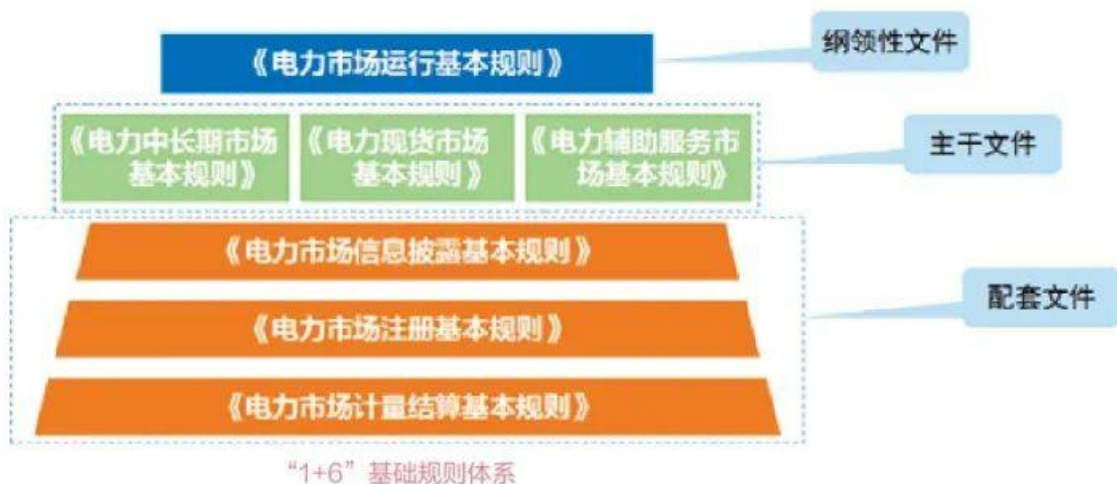 《电力市场运行基本规则》
纲领性文件
《电力中长期市场
基本规则》
《电力现货市场
基本规则》
《电力辅助服务市
场基本规则》
主干文件
《电力市场信息披露基本规则》
《电力市场注册基本规则》
配套文件
《电力市场计量结算基本规则》
“1+6”基础规则体系